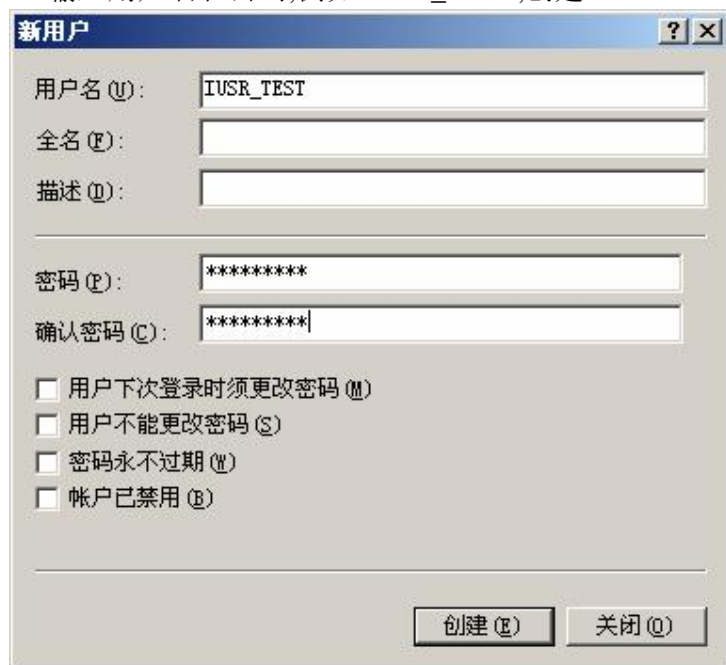 新用户
用户名(U): IUSR_TEST
全名(F):
描述(D):
密码(P): *********
确认密码(C): *********
用户下次登录时须更改密码(M)
用户不能更改密码(S)
密码永不过期(W)
帐户已禁用(B)
创建(E) 关闭(O)